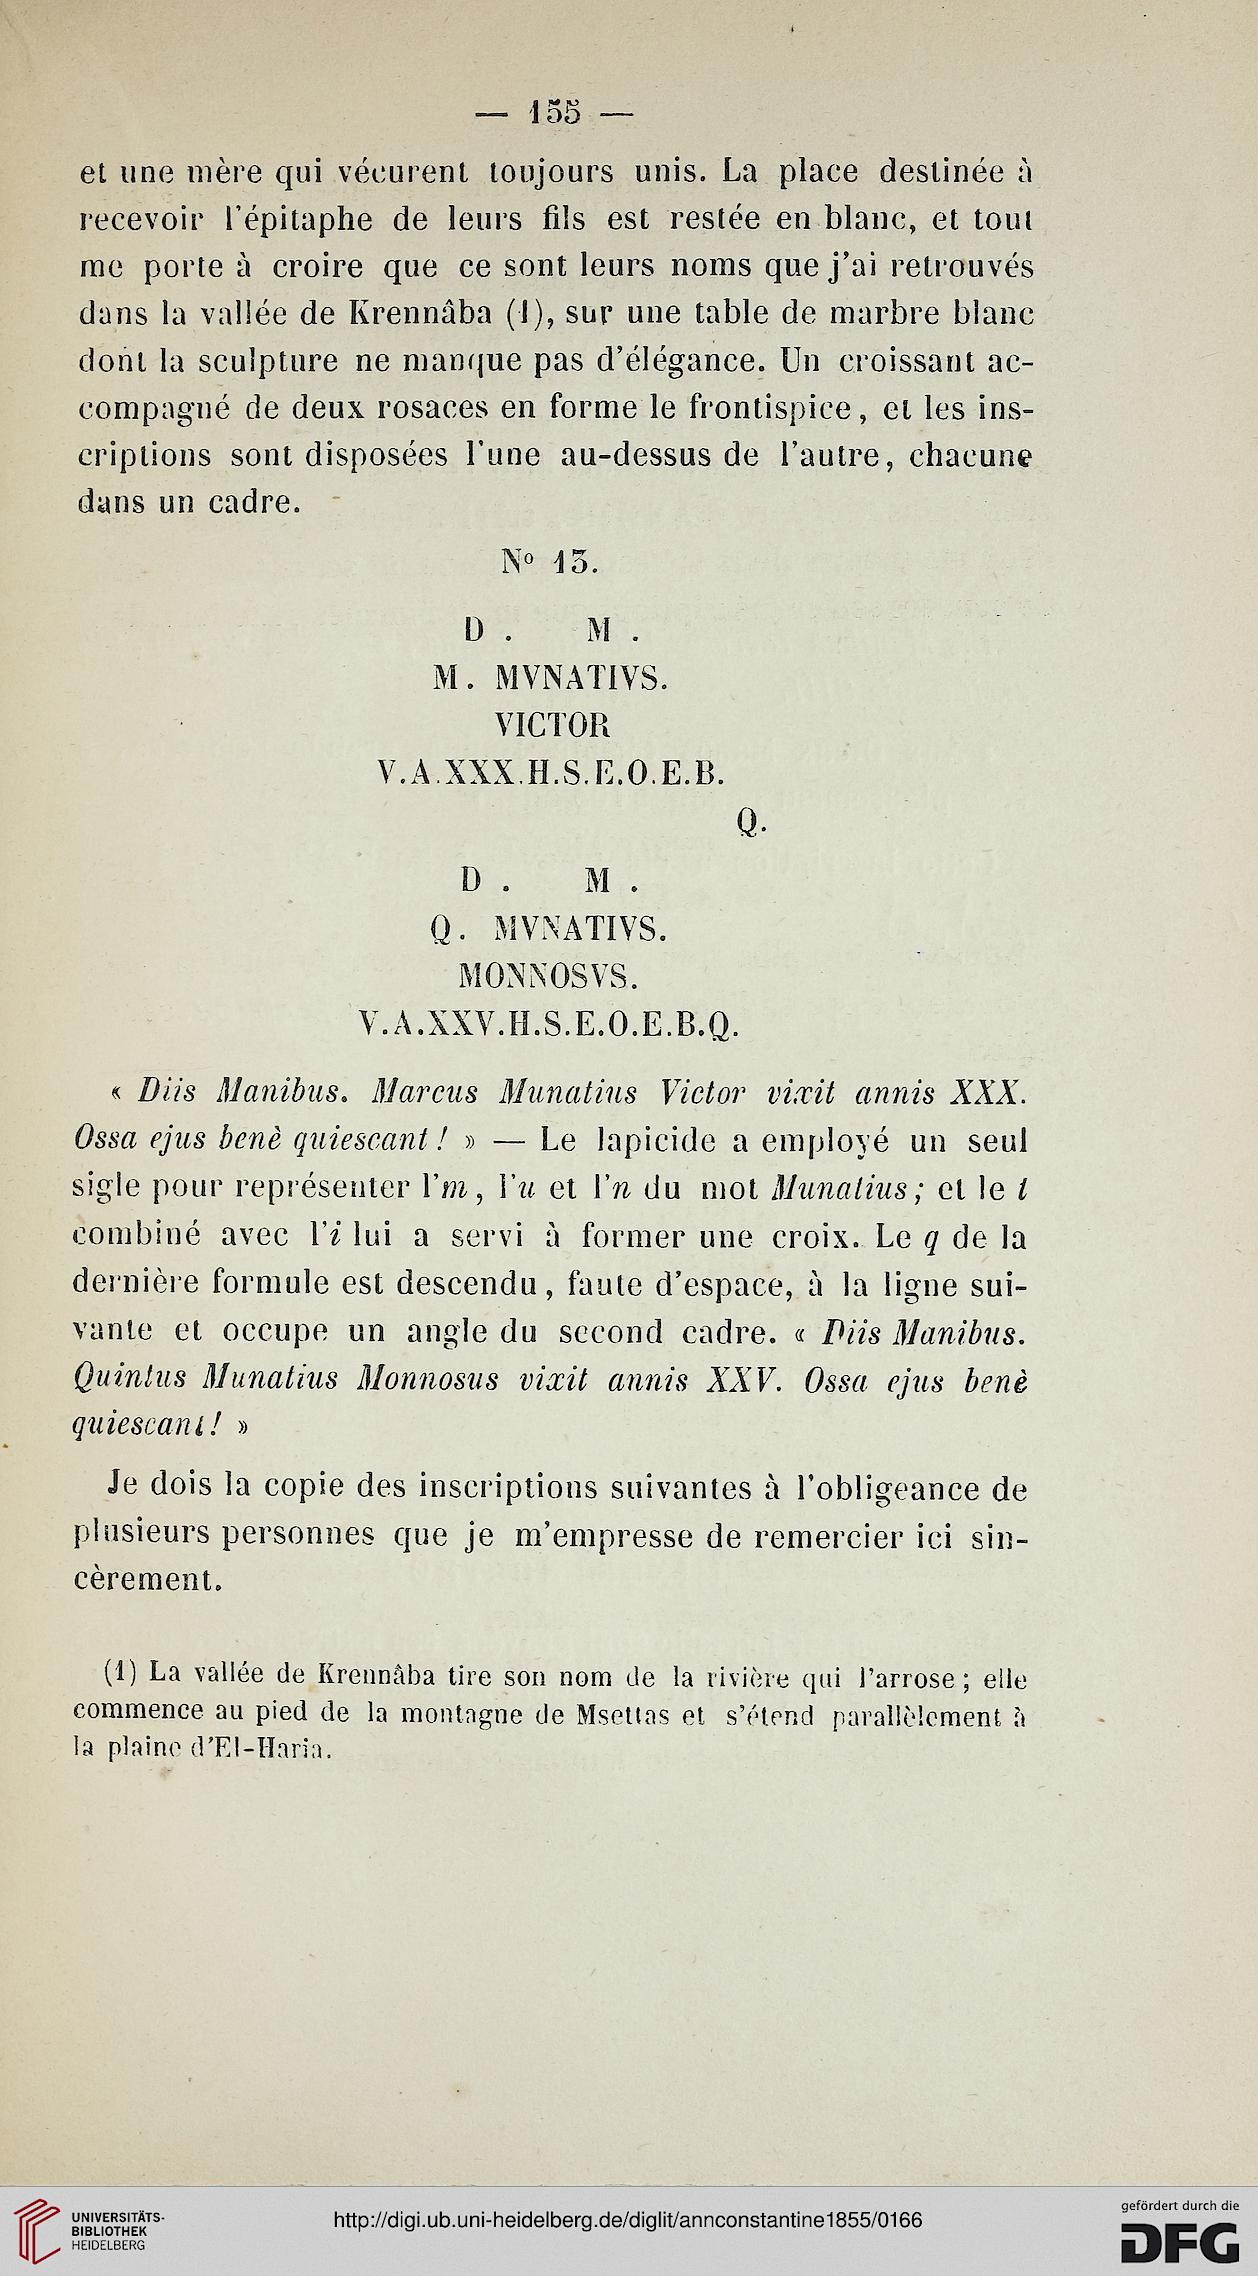 — 155 —
et une mère qui vécurent toujours unis. La place destinée à
recevoir l'épitaphe de leurs fils est restée en blanc, et tout
me porte à croire que ce sont leurs noms que j'ai retrouvés
dans la vallée de Krennâba (1), sur une table de marbre blanc
dont la sculpture ne manque pas d'élégance. Un croissant ac-
compagné de deux rosaces en forme le frontispice, et les ins-
criptions sont disposées l'une au-dessus de l'autre, chacune
dans un cadre.
N° 13.
D . M .
M. MVNATIVS.
VICTOR
V.A.XXX.H.S.E.O.E.B.
Q.
D . M .
Q. MVNATIVS.
MONNOSVS.
V.A.XXV.H.S.E.O.E.B.Q.
« Diis Manibus. Marcus Munatius Victor vixit annis XXX.
Ossa ejus benè quiescant! » — Le lapicide a employé un seul
sigle pour représenter l'm, l'u et l'n du mot Munatius; et le t
combiné avec l'i lui a servi à former une croix. Le q de la
dernière formule est descendu, faute d'espace, à la ligne sui-
vante et occupe un angle du second cadre. « Diis Manibus.
Quintus Munatius Monnosus vixit annis XXV. Ossa ejus benè
quiescant! »
Je dois la copie des inscriptions suivantes à l'obligeance de
plusieurs personnes que je m'empresse de remercier ici sin-
cèrement.
(1) La vallée de Krennâba tire son nom de la rivière qui l'arrose; elle
commence au pied de la montagne de Msettas et s'étend parallèlement à
la plaine d'El-Haria.
UNIVERSITÄTS-
BIBLIOTHEK
HEIDELBERG
http://digi.ub.uni-heidelberg.de/diglit/annconstantine1855/0166
gefördert durch die
DFG